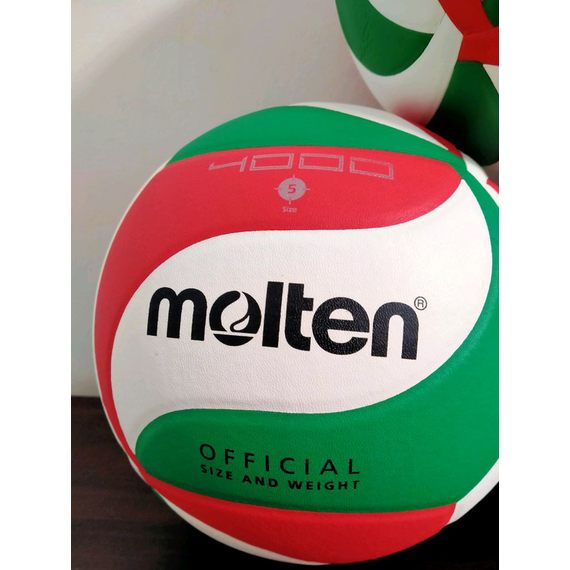 4000
5
Size
molten®
OFFICIAL
SIZE AND WEIGHT